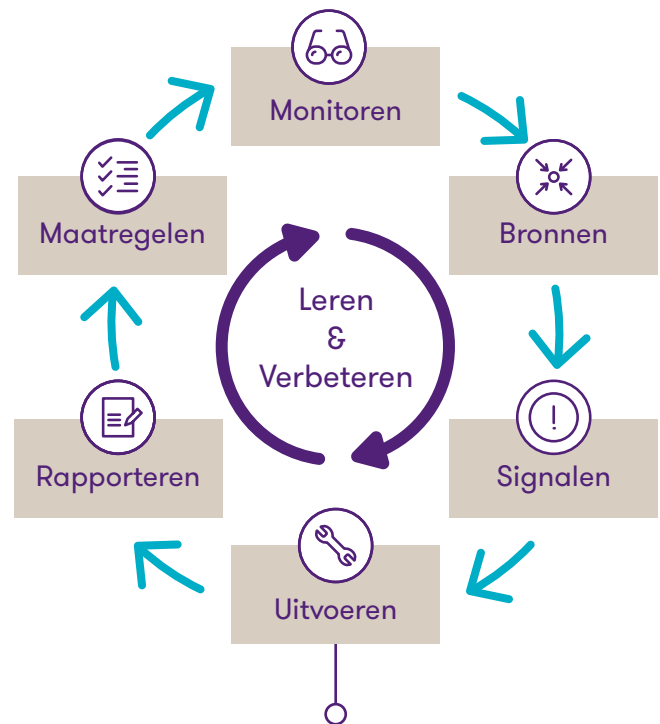 Monitoren
Bronnen
Signalen
Uitvoeren
Rapporteren
Maatregelen
Leren
&
Verbeteren